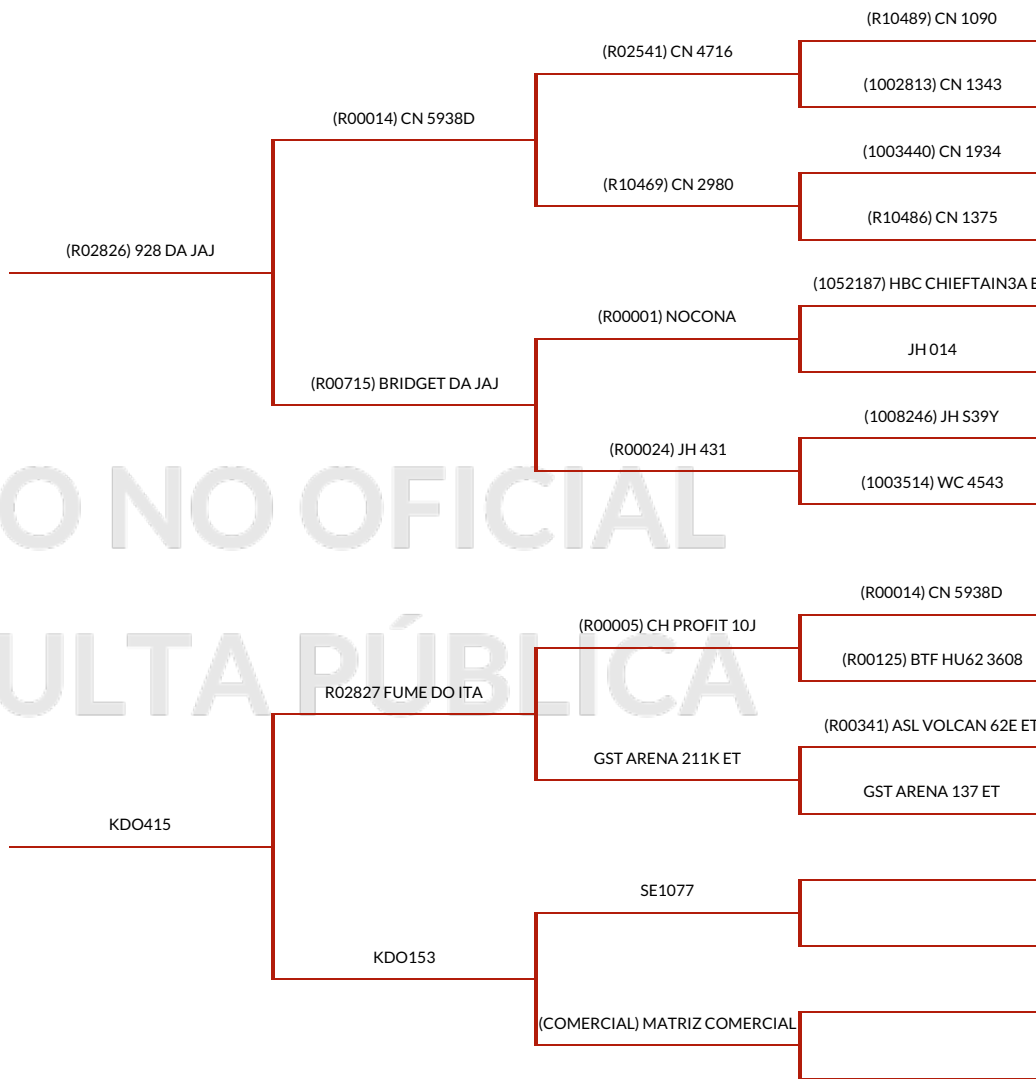 (R10489) CN 1090
(R02541) CN 4716
(1002813) CN 1343
(R00014) CN 5938D
(1003440) CN 1934
(R10469) CN 2980
(R10486) CN 1375
(R02826) 928 DA JAJ
(1052187) HBC CHIEFTAIN3A
(R00001) NOCONA
JH 014
(R00715) BRIDGET DA JAJ
(1008246) JH S39Y
(R00024) JH 431
(1003514) WC 4543
O NO OFICIAL
(R00014) CN 5938D
(R00005) CH PROFIT 10J
(R00125) BTF HU62 3608
ULTA PÚBLICA
R02827 FUME DO ITA
(R00341) ASL VOLCAN 62E ET
GST ARENA 211K ET
GST ARENA 137 ET
KDO415
SE1077
KDO153
(COMERCIAL) MATRIZ COMERCIAL